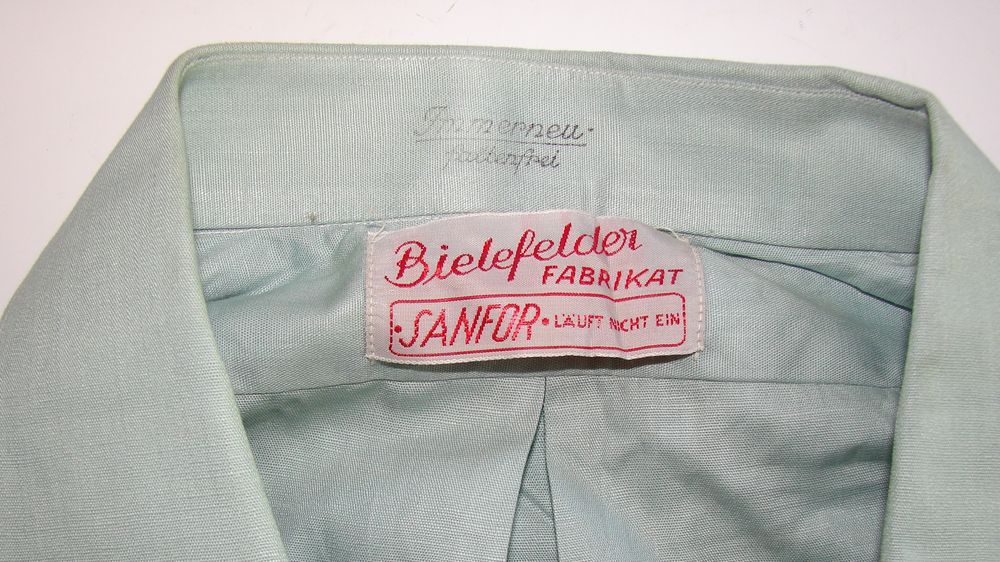 Immerneu-
faltenfrei
Bielefelder
FABRIKAT
·SANFOR· LÄUFT NICHT EIN